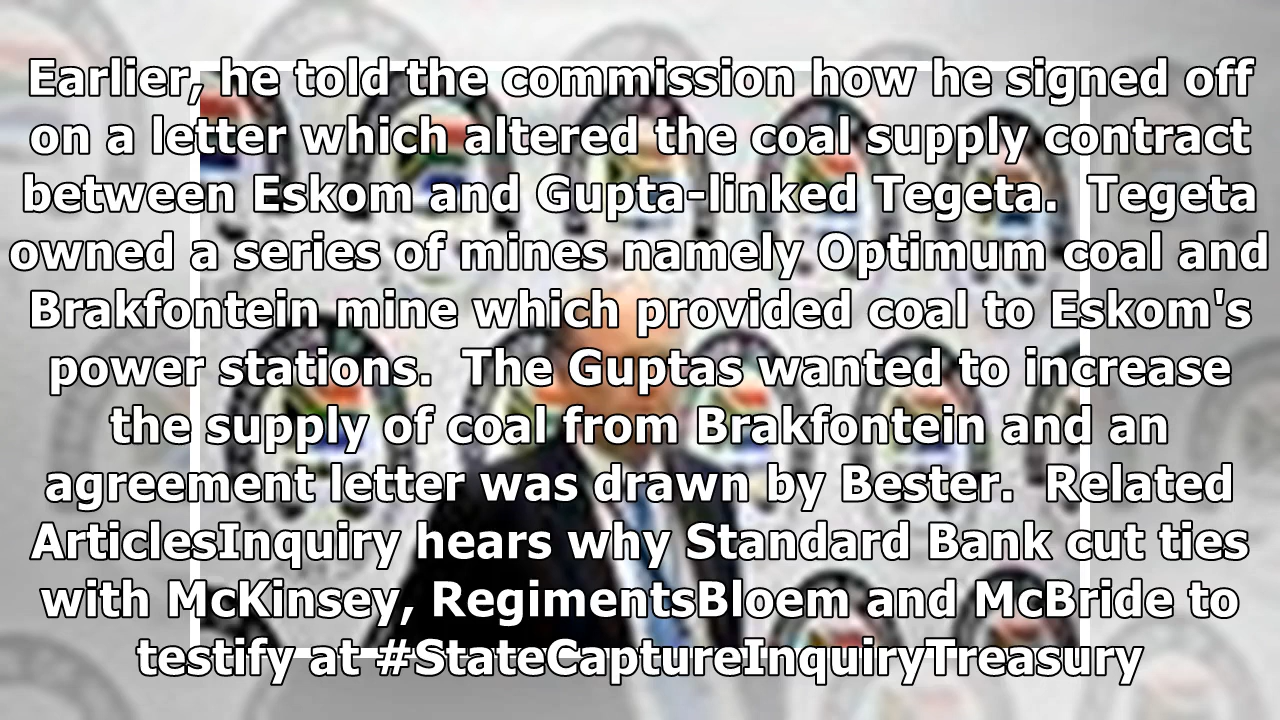 Earlier, he told the commission how he signed off
on a letter which altered the coal supply contract
between Eskom and Gupta-linked Tegeta.  Tegeta
owned a series of mines namely Optimum coal and
Brakfontein mine which provided coal to Eskom's
power stations.  The Guptas wanted to increase
the supply of coal from Brakfontein and an
agreement letter was drawn by Bester.  Related
ArticlesInquiry hears why Standard Bank cut ties
with McKinsey, RegimentsBloem and McBride to
testify at #StateCaptureInquiryTreasury